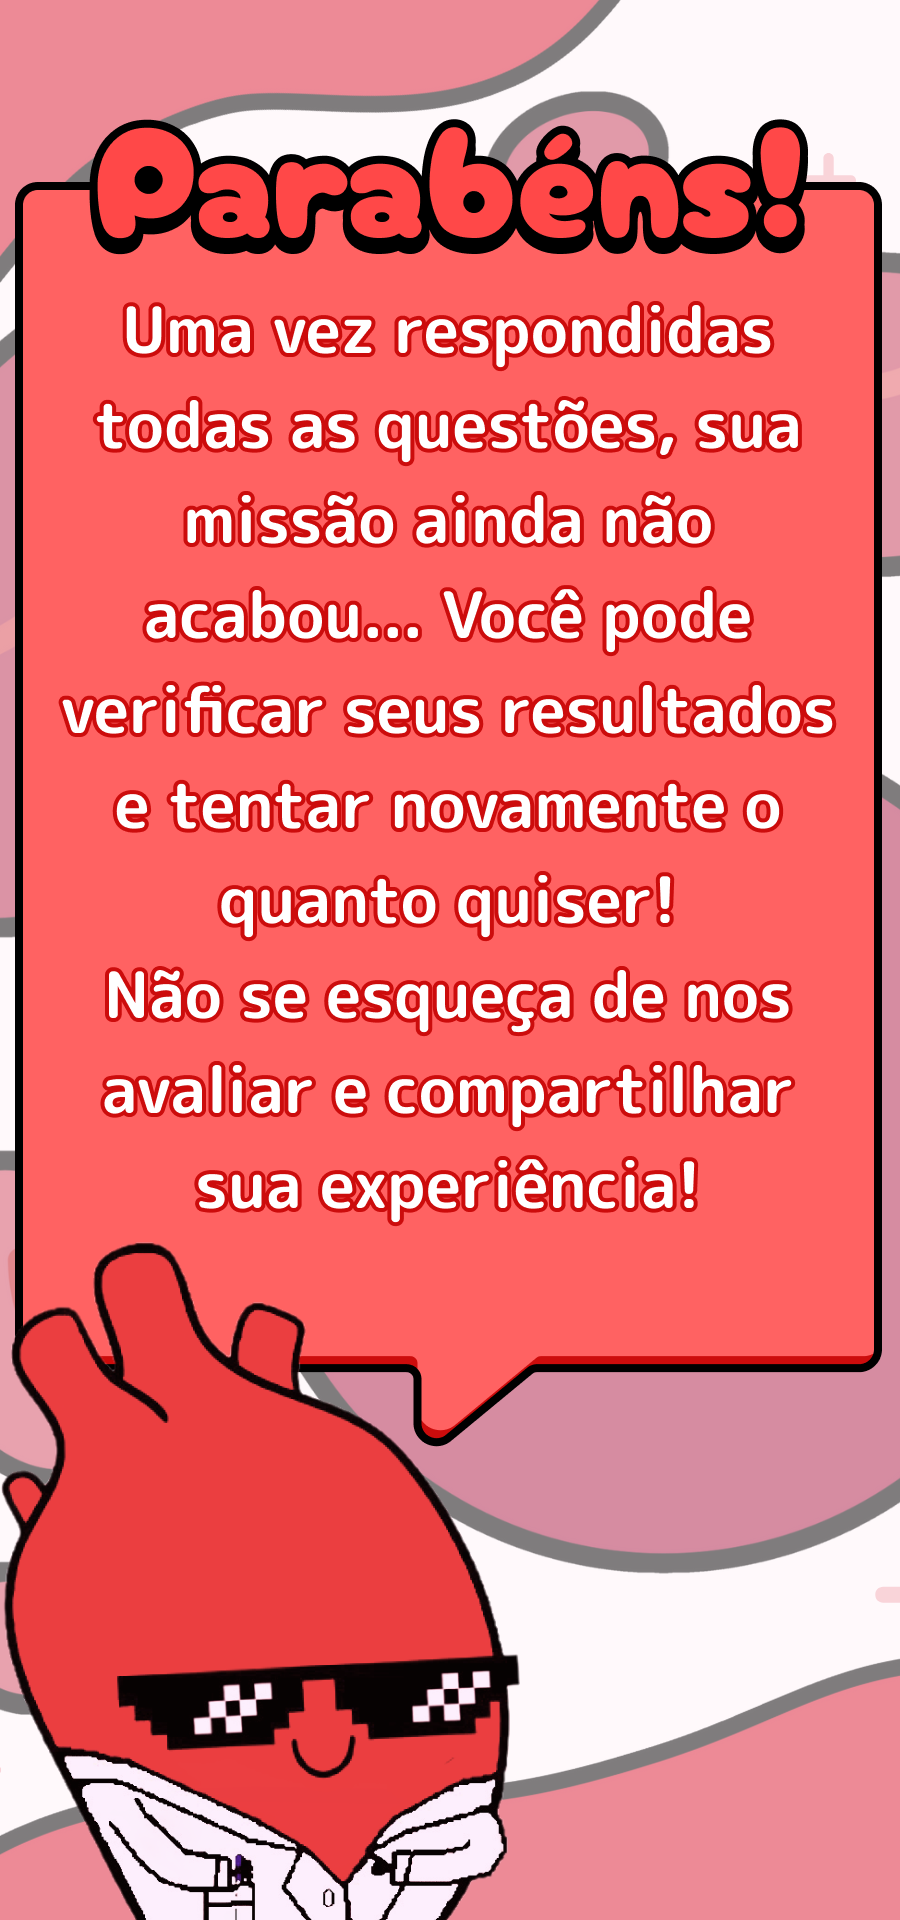 Parabéns!
Uma vez respondidas
todas as questões, sua
missão ainda não
acabou... Você pode
verificar seus resultados
e tentar novamente o
quanto quiser!
Não se esqueça de nos
avaliar e compartilhar
sua experiência!